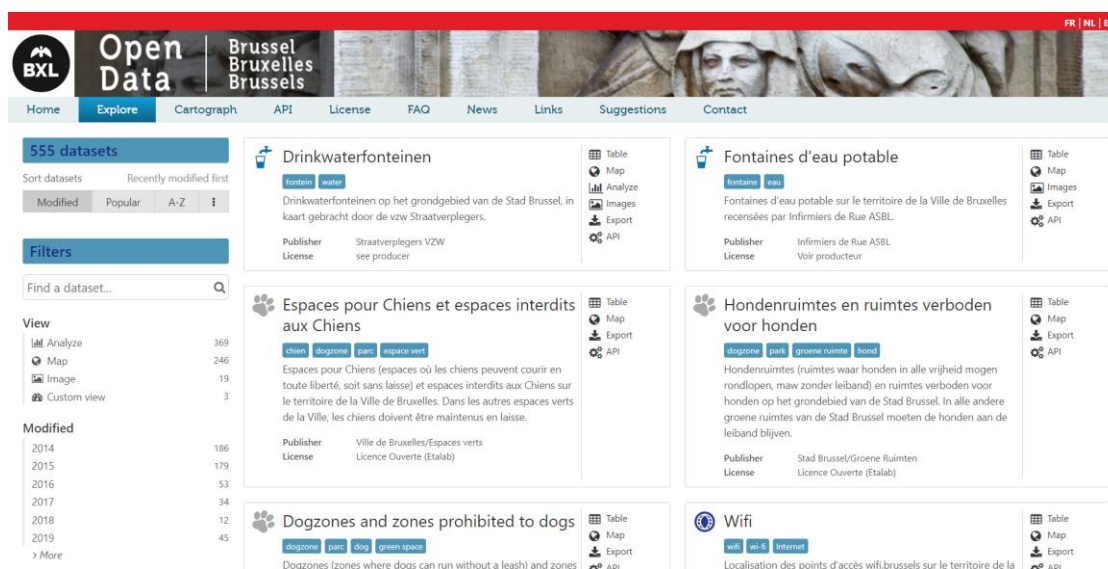 FR | NL | E
BXL
Open Data
Brussel
Bruxelles
Brussels
Home Explore Cartograph API License FAQ News Links Suggestions Contact
555 datasets
Sort datasets Recently modified first
Modified Popular A-Z
Filters
Find a dataset...
View
Analyze 369
Map 246
Image 19
Custom view 3
Modified
2014 186
2015 179
2016 53
2017 34
2018 12
2019 45
> More
Drinkwaterfonteinen
fontein water
Drinkwaterfonteinen op het grondgebied van de Stad Brussel, in
kaart gebracht door de vzw Straatverplegers.
Publisher Straatverplegers VZW
License see producer
Table
Map
Analyze
Images
Export
API
Fontaines d'eau potable
fontaine eau
Fontaines d'eau potable sur le territoire de la Ville de Bruxelles
recensées par Infirmiers de Rue ASBL.
Publisher Infirmiers de Rue ASBL
License Voir producteur
Table
Map
Images
Export
API
Espaces pour Chiens et espaces interdits
aux Chiens
chien dogzone parc espace vert
Espaces pour Chiens (espaces où les chiens peuvent courir en
toute liberté, soit sans laisse) et espaces interdits aux Chiens sur
le territoire de la Ville de Bruxelles. Dans les autres espaces verts
de la Ville, les chiens doivent être maintenus en laisse.
Publisher Ville de Bruxelles/Espaces verts
License Licence Ouverte (Etalab)
Table
Map
Export
API
Hondenruimtes en ruimtes verboden
voor honden
dogzone park groene ruimte hond
Hondenruimtes (ruimtes waar honden in alle vrijheid mogen
rondlopen, maw zonder leiband) en ruimtes verboden voor
honden op het grondebied van de Stad Brussel. In alle andere
groene ruimtes van de Stad Brussel moeten de honden aan de
leiband blijven.
Publisher Stad Brussel/Groene Ruimten
License Licence Ouverte (Etalab)
Table
Map
Export
API
Dogzones and zones prohibited to dogs
dogzone parc dog green space
Dogzones (zones where dogs can run without a leash) and zones
Table
Map
Export
API
Wifi
wifi wi-fi Internet
Localisation des points d'accès wifi.brussels sur le territoire de la
Table
Map
Export
API